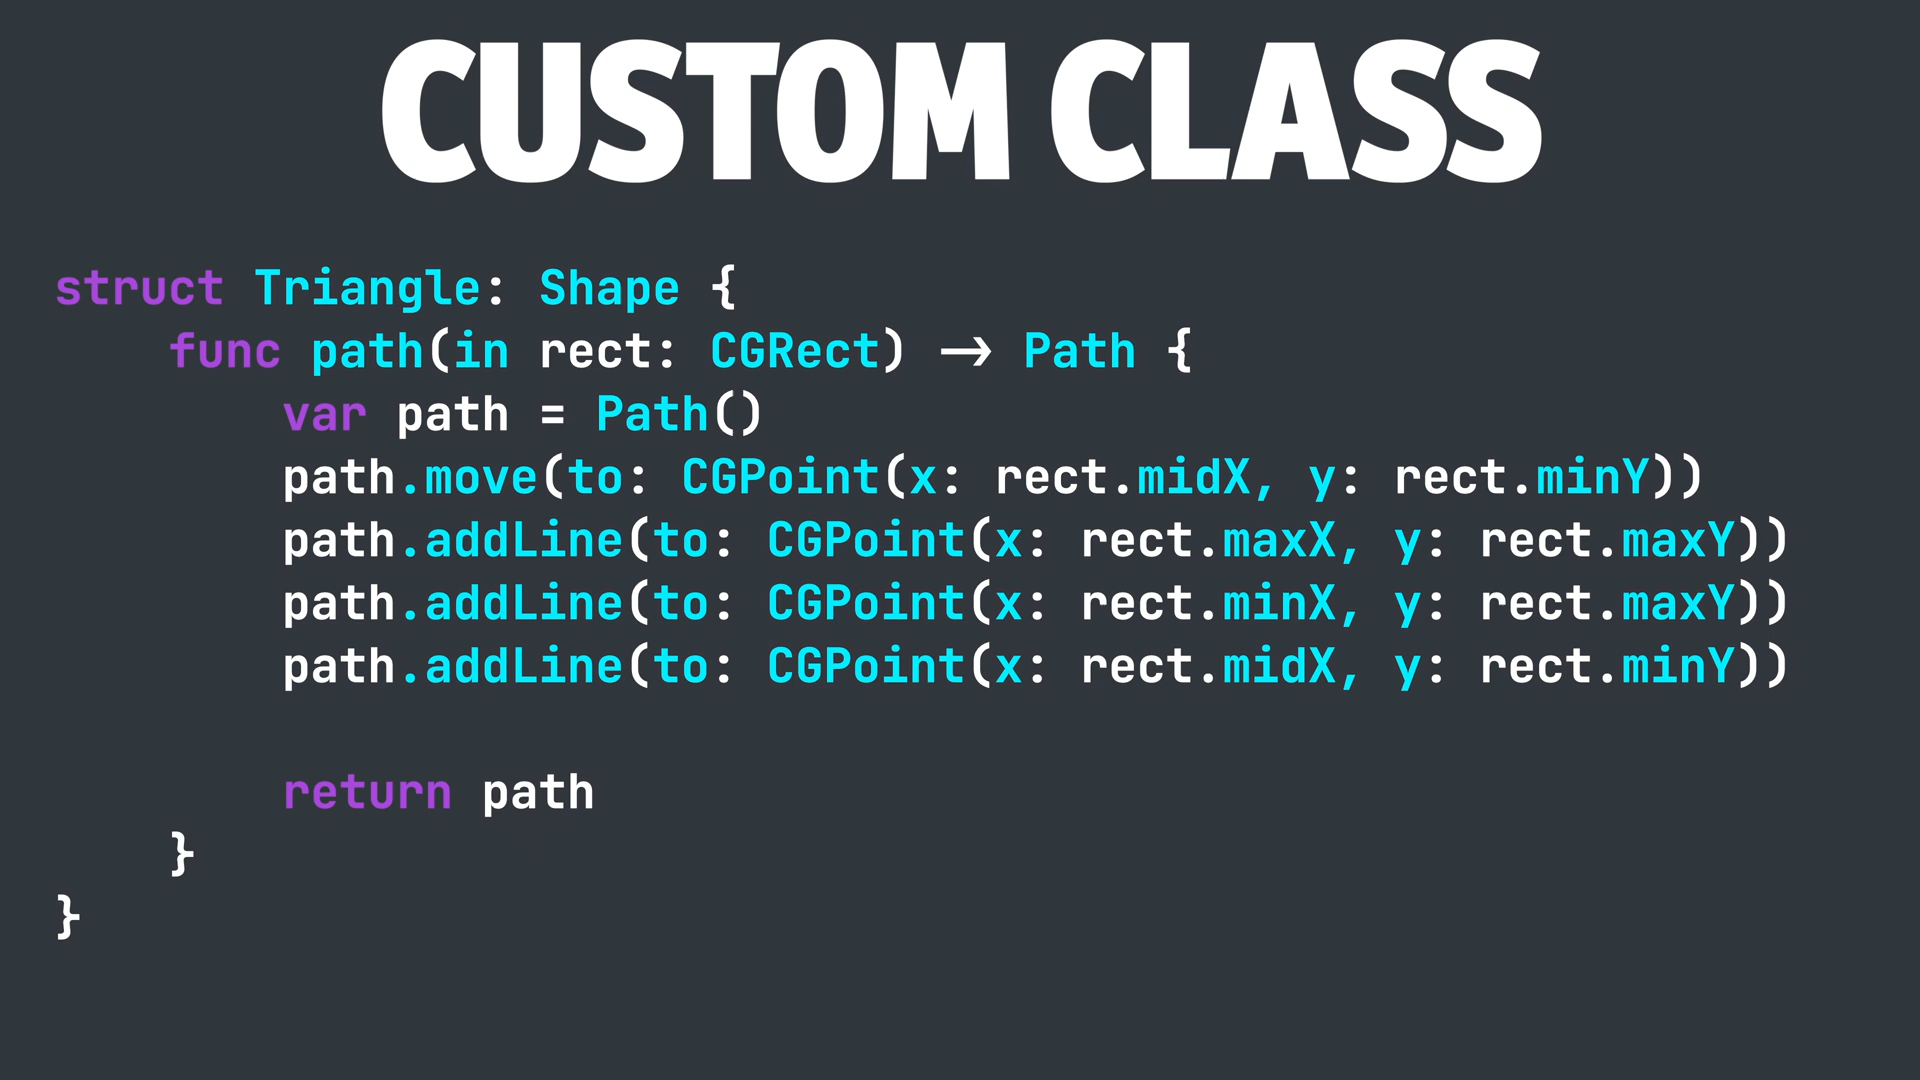 CUSTOM CLASS
struct Triangle: Shape {
    func path(in rect: CGRect) -> Path {
        var path = Path()
        path.move(to: CGPoint(x: rect.midX, y: rect.minY))
        path.addLine(to: CGPoint(x: rect.maxX, y: rect.maxY))
        path.addLine(to: CGPoint(x: rect.minX, y: rect.maxY))
        path.addLine(to: CGPoint(x: rect.midX, y: rect.minY))
        return path
    }
}